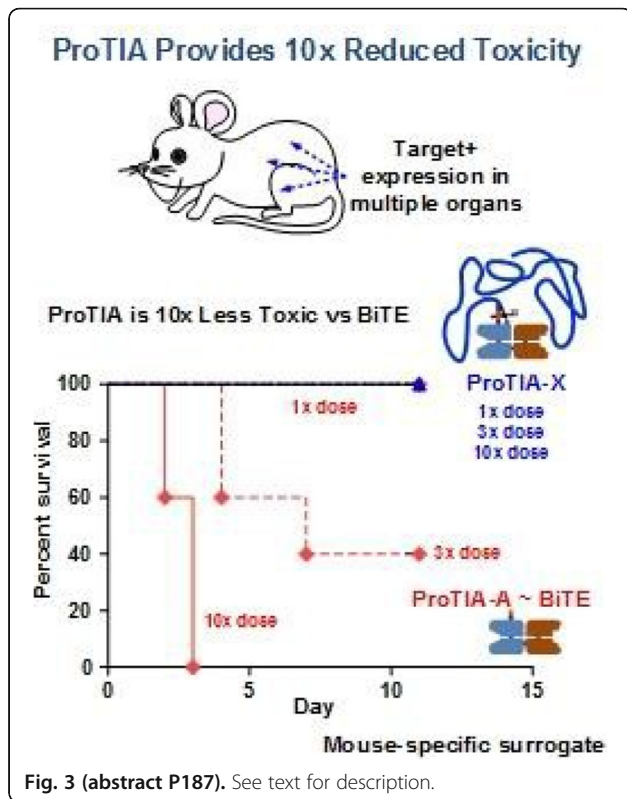 ProTIA Provides 10x Reduced Toxicity
Target+
expression in
multiple organs
ProTIA is 10x Less Toxic vs BiTE
ProTIA-X
1x dose
3x dose
10x dose
100
80
60
40
20
0
Percent survival
1x dose
3x dose
10x dose
ProTIA-A ~ BiTE
0
5
10
15
Day
Mouse-specific surrogate
Fig. 3 (abstract P187). See text for description.